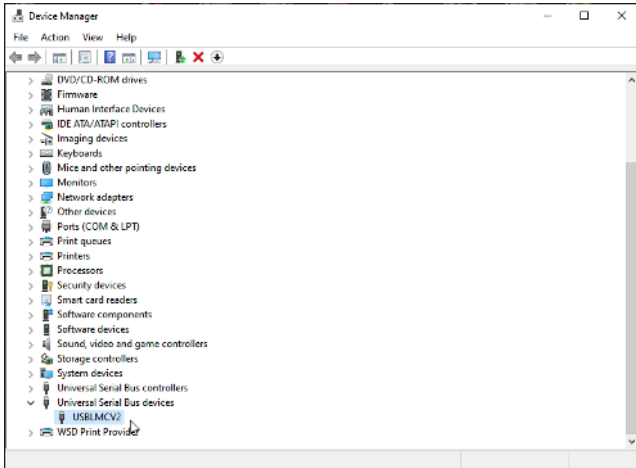 Device Manager
File Action View Help
DVD/CD-ROM drives
Firmware
Human Interface Devices
IDE ATA/ATAPI controllers
Imaging devices
Keyboards
Mice and other pointing devices
Monitors
Network adapters
Other devices
Ports (COM & LPT)
Print queues
Printers
Processors
Security devices
Smart card readers
Software components
Software devices
Sound, video and game controllers
Storage controllers
System devices
Universal Serial Bus controllers
Universal Serial Bus devices
USBLMCV2
WSD Print Provider